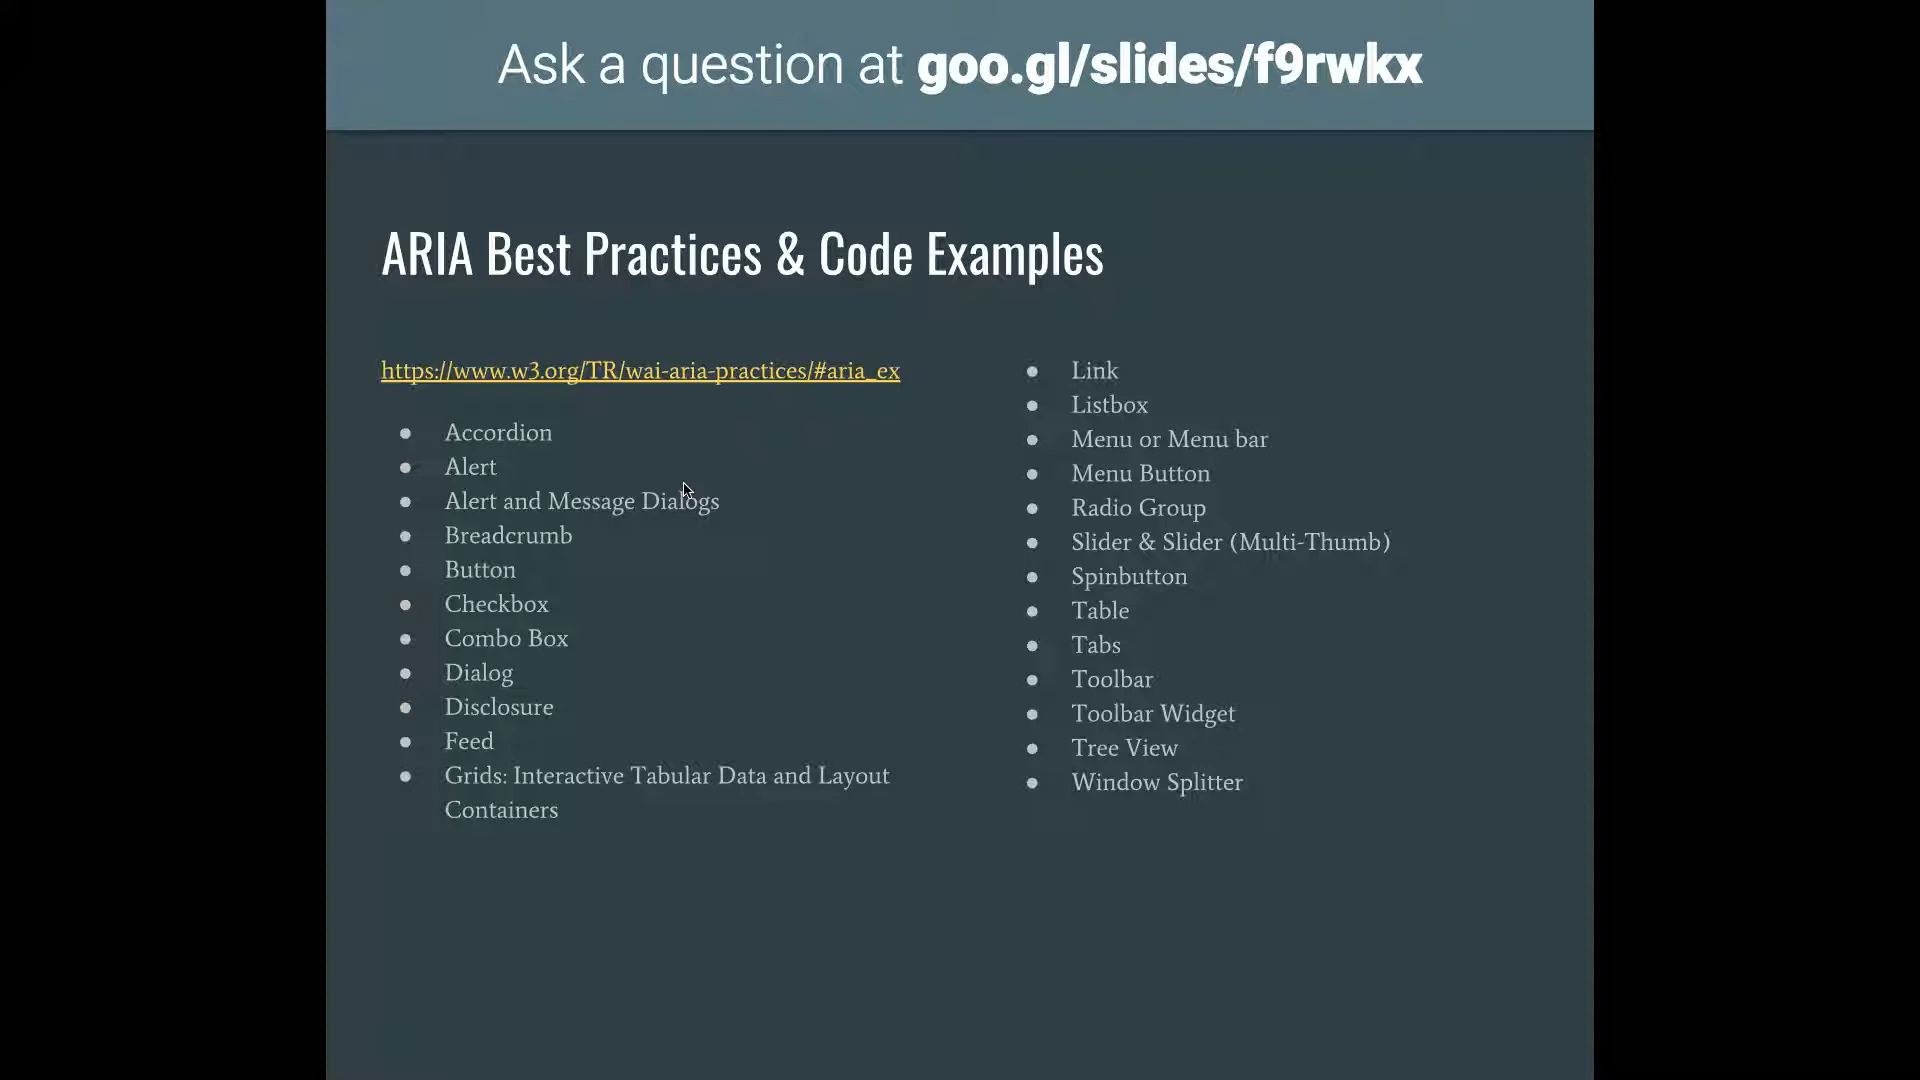 Ask a question at goo.gl/slides/f9rwkx
ARIA Best Practices & Code Examples
https://www.w3.org/TR/wai-aria-practices/#aria_ex
● Accordion
● Alert
● Alert and Message Dialogs
● Breadcrumb
● Button
● Checkbox
● Combo Box
● Dialog
● Disclosure
● Feed
● Grids: Interactive Tabular Data and Layout
Containers
● Link
● Listbox
● Menu or Menu bar
● Menu Button
● Radio Group
● Slider & Slider (Multi-Thumb)
● Spinbutton
● Table
● Tabs
● Toolbar
● Toolbar Widget
● Tree View
● Window Splitter